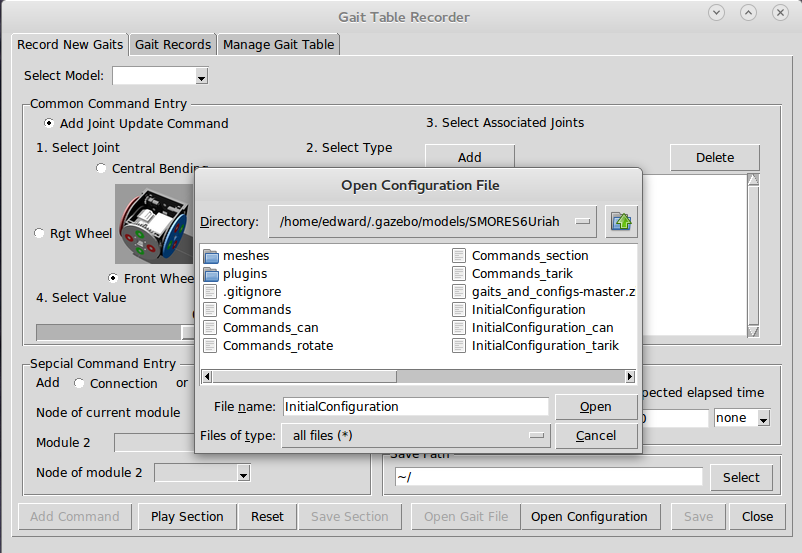 Gait Table Recorder
Record New Gaits Gait Records Manage Gait Table
Select Model:
Common Command Entry
Add Joint Update Command
3. Select Associated Joints
1. Select Joint 2. Select Type Add Delete
Central Bending
Open Configuration File
Directory: /home/edward/.gazebo/models/SMORES6Uriah
Rgt Wheel
meshes
plugins
.gitignore
Commands
Commands_can
Commands_rotate
Commands_section
Commands_tarik
gaits_and_configs-master.z
InitialConfiguration
InitialConfiguration_can
InitialConfiguration_tarik
Front Whee
4. Select Value
Sepcial Command Entry
Add Connection or
File name: InitialConfiguration Open
Files of type: all files (*) Cancel
pected elapsed time
0 none
Node of current module
Module 2
Node of module 2
Save Path
~/ Select
Add Command Play Section Reset Save Section Open Gait File Open Configuration Save Close